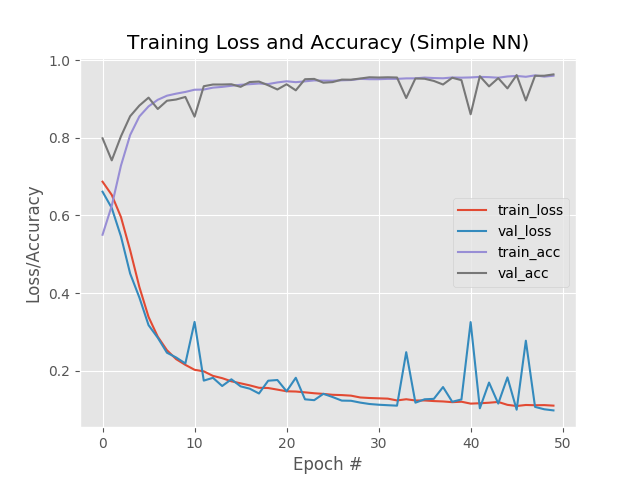 Training Loss and Accuracy (Simple NN)
1.0
0.8
0.6
0.4
0.2
Loss/Accuracy
train_loss
val_loss
train_acc
val_acc
0 10 20 30 40 50
Epoch #